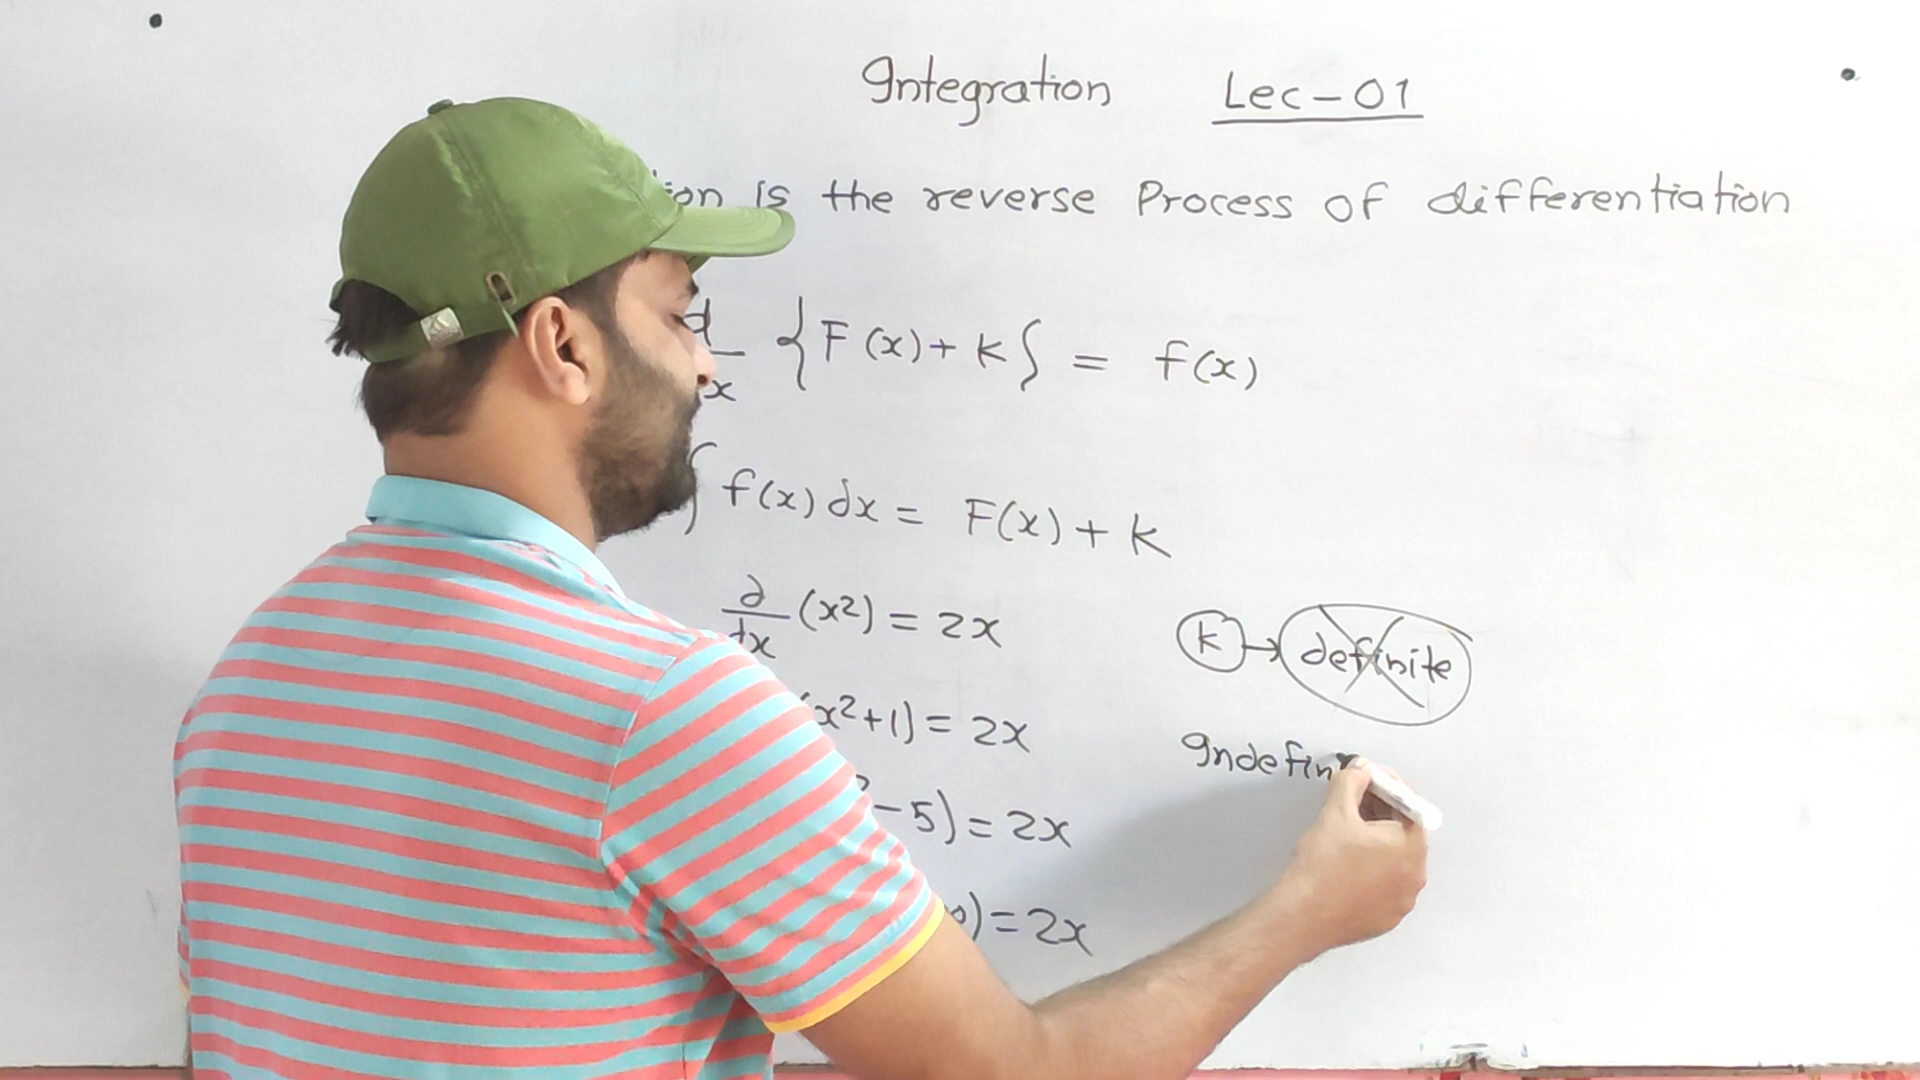 Integration Lec-01
is the reverse Process of differentiation
{F(x)+k} = f(x)
∫ f(x) dx = F(x) + k
d/dx (x²) = 2x
k → definite
(x²+1) = 2x
Indefin
-5) = 2x
) = 2x